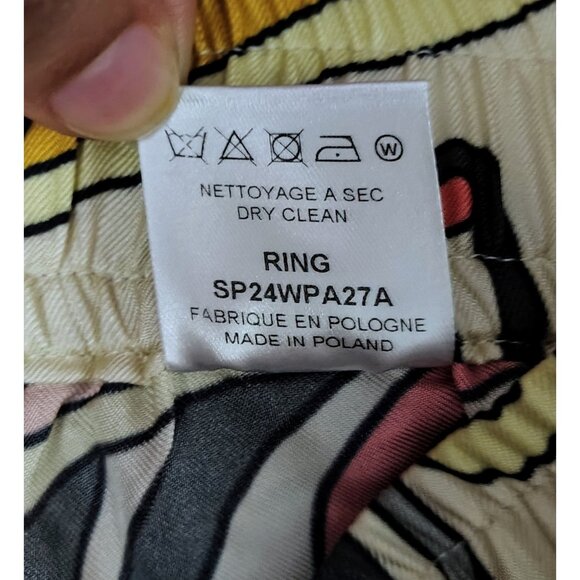 W
NETTOYAGE A SEC
DRY CLEAN
RING
SP24WPA27A
FABRIQUE EN POLOGNE
MADE IN POLAND